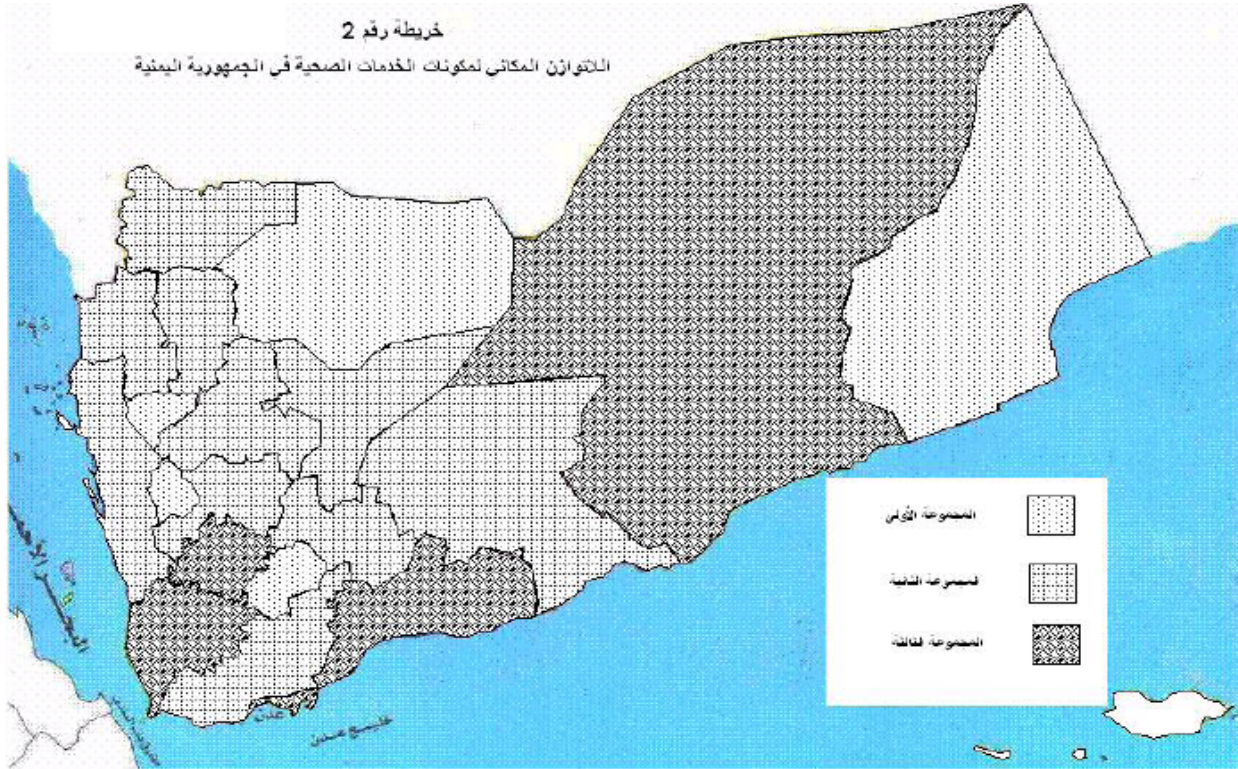 خريطة رقم 2
اللاتوازن المكاني لمكونات الخدمات الصحية في الجمهورية اليمنية
المجموعة الأولى
المجموعة الثانية
المجموعة الثالثة
عدن
خليج عدن